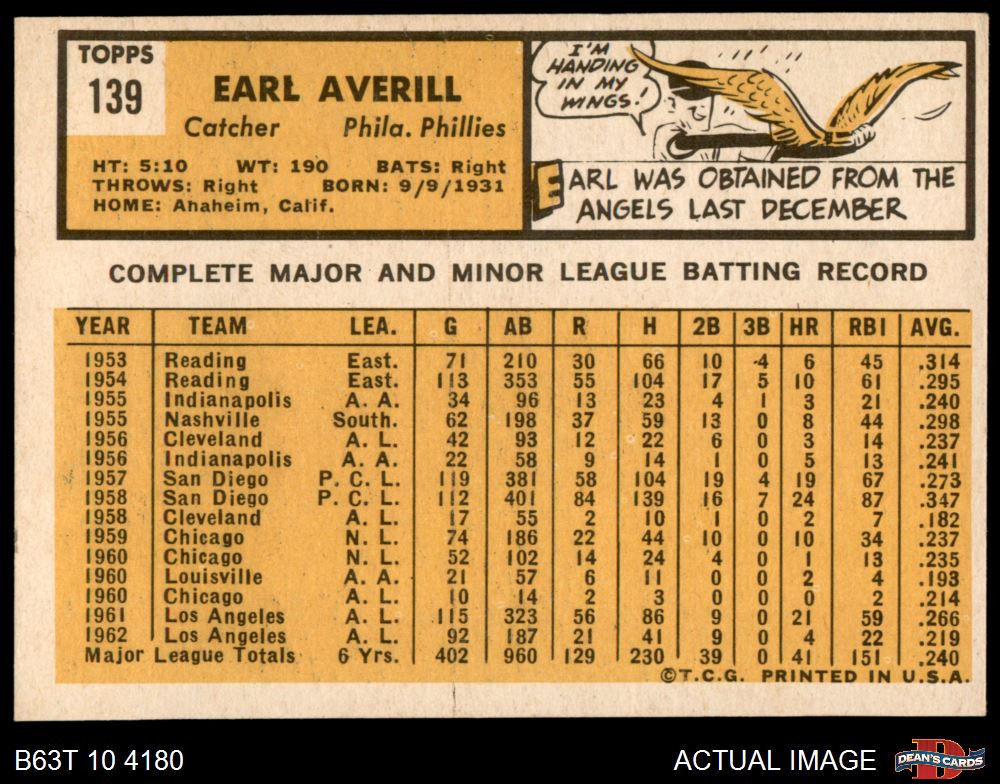 TOPPS
139
EARL AVERILL
Catcher Phila. Phillies
HT: 5:10 WT: 190 BATS: Right
THROWS: Right BORN: 9/9/1931
HOME: Anaheim, Calif.
I'M
HANDING
IN MY
WINGS!
EARL WAS OBTAINED FROM THE
ANGELS LAST DECEMBER
COMPLETE MAJOR AND MINOR LEAGUE BATTING RECORD
YEAR TEAM LEA. G AB R H 2B 3B HR RBI AVG.
1953 Reading East. 71 210 30 66 10 4 6 45 .314
1954 Reading East. 113 353 55 104 17 5 10 61 .295
1955 Indianapolis A. A. 34 96 13 23 4 1 3 21 .240
1955 Nashville South. 62 198 37 59 13 0 8 44 .298
1956 Cleveland A. L. 42 93 12 22 6 0 3 14 .237
1956 Indianapolis A. A. 22 58 9 14 1 0 5 13 .241
1957 San Diego P. C. L. 119 381 58 104 19 4 19 67 .273
1958 San Diego P. C. L. 112 401 84 139 16 7 24 87 .347
1958 Cleveland A. L. 17 55 2 10 1 0 2 7 .182
1959 Chicago N. L. 74 186 22 44 10 0 10 34 .237
1960 Chicago N. L. 52 102 14 24 4 0 1 13 .235
1960 Louisville A. A. 21 57 6 11 0 0 2 4 .193
1960 Chicago A. L. 10 14 2 3 0 0 0 2 .214
1961 Los Angeles A. L. 115 323 56 86 9 0 21 59 .266
1962 Los Angeles A. L. 92 187 21 41 9 0 4 22 .219
Major League Totals 6 Yrs. 402 960 129 230 39 0 41 151 .240
©T.C.G. PRINTED IN U.S.A.
B63T 10 4180 ACTUAL IMAGE
D
DEAN'S CARDS